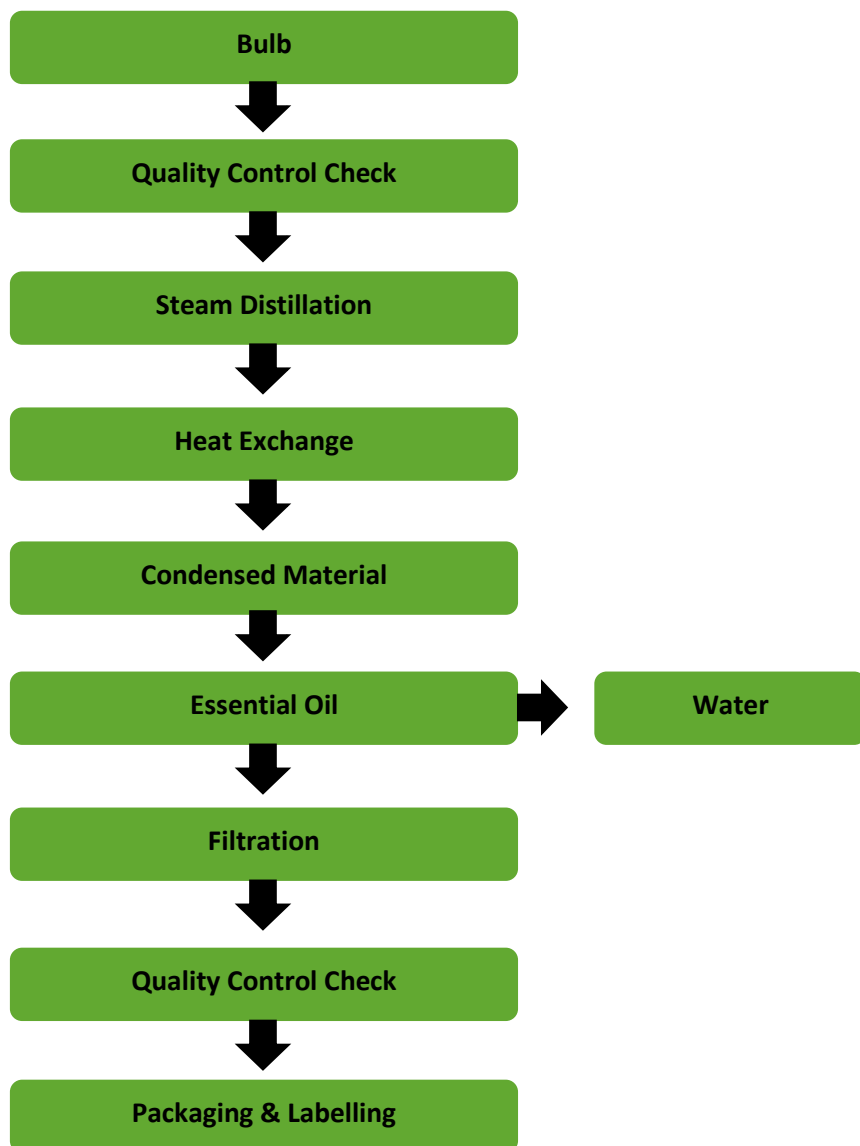 Bulb
Quality Control Check
Steam Distillation
Heat Exchange
Condensed Material
Essential Oil
Water
Filtration
Quality Control Check
Packaging & Labelling